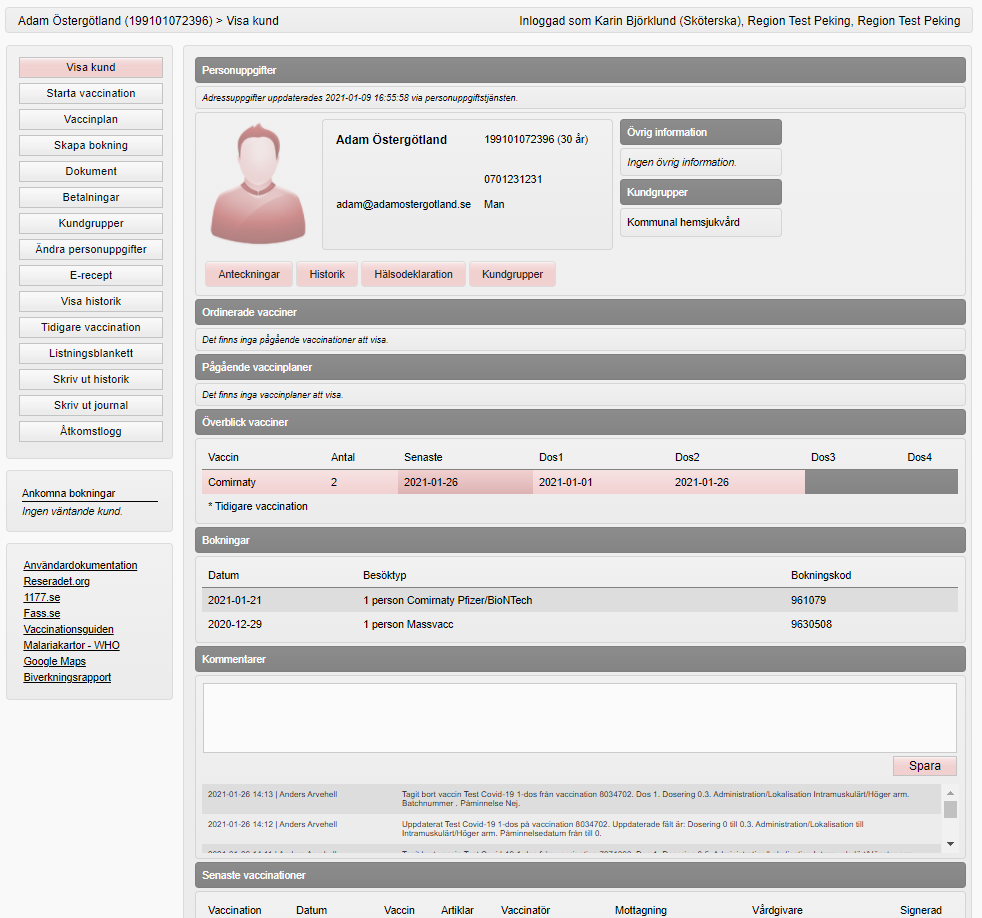 Adam Östergötland (199101072396) > Visa kund
Inloggad som Karin Björklund (Sköterska), Region Test Peking, Region Test Peking
Visa kund
Starta vaccination
Vaccinplan
Skapa bokning
Dokument
Betalningar
Kundgrupper
Ändra personuppgifter
E-recept
Visa historik
Tidigare vaccination
Listningsblankett
Skriv ut historik
Skriv ut journal
Åtkomstlogg
Ankomna bokningar
Ingen väntande kund.
Användardokumentation
Reseradet.org
1177.se
Fass.se
Vaccinationsguiden
Malariakartor - WHO
Google Maps
Biverkningsrapport
Personuppgifter
Adressuppgifter uppdaterades 2021-01-09 16:55:58 via personuppgiftstjänsten.
Adam Östergötland 199101072396 (30 år)
0701231231
adam@adamostergotland.se Man
Övrig information
Ingen övrig information.
Kundgrupper
Kommunal hemsjukvård
Anteckningar Historik Hälsodeklaration Kundgrupper
Ordinerade vacciner
Det finns inga pågående vaccinationer att visa.
Pågående vaccinplaner
Det finns inga vaccinplaner att visa.
Överblick vacciner
Vaccin Antal Senaste Dos1 Dos2 Dos3 Dos4
Comirnaty 2 2021-01-26 2021-01-01 2021-01-26
* Tidigare vaccination
Bokningar
Datum Besöktyp Bokningskod
2021-01-21 1 person Comirnaty Pfizer/BioNTech 961079
2020-12-29 1 person Massvacc 9630508
Kommentarer
Spara
2021-01-26 14:13 | Anders Arvehell Tagit bort vaccin Test Covid-19 1-dos från vaccination 8034702. Dos 1. Dosering 0.3. Administration/Lokalisation Intramuskulärt/Höger arm.
Batchnummer . Påminnelse Nej.
2021-01-26 14:12 | Anders Arvehell Uppdaterat Test Covid-19 1-dos på vaccination 8034702. Uppdaterade fält är: Dosering 0 till 0.3. Administration/Lokalisation till
Intramuskulärt/Höger arm. Påminnelsedatum från till 0.
Senaste vaccinationer
Vaccination Datum Vaccin Artiklar Vaccinatör Mottagning Vårdgivare Signerad